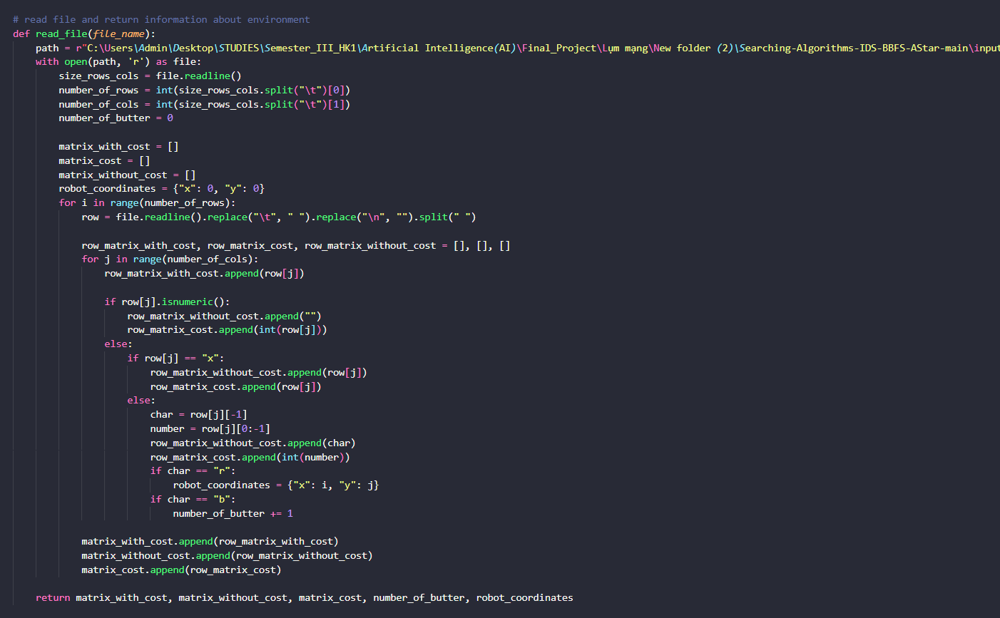 # read file and return information about environment
def read_file(file_name):
path = r"C:\Users\Admin\Desktop\STUDIES\Semester_III_HK1\Artificial Intelligence(AI)\Final_Project\Lụm mạng\New folder (2)\Searching-Algorithms-IDS-BBFS-AStar-main\input
with open(path, 'r') as file:
size_rows_cols = file.readline()
number_of_rows = int(size_rows_cols.split("\t")[0])
number_of_cols = int(size_rows_cols.split("\t")[1])
number_of_butter = 0
matrix_with_cost = []
matrix_cost = []
matrix_without_cost = []
robot_coordinates = {"x": 0, "y": 0}
for i in range(number_of_rows):
row = file.readline().replace("\t", " ").replace("\n", "").split(" ")
row_matrix_with_cost, row_matrix_cost, row_matrix_without_cost = [], [], []
for j in range(number_of_cols):
row_matrix_with_cost.append(row[j])
if row[j].isnumeric():
row_matrix_without_cost.append("")
row_matrix_cost.append(int(row[j]))
else:
if row[j] == "x":
row_matrix_without_cost.append(row[j])
row_matrix_cost.append(row[j])
else:
char = row[j][-1]
number = row[j][0:-1]
row_matrix_without_cost.append(char)
row_matrix_cost.append(int(number))
if char == "r":
robot_coordinates = {"x": i, "y": j}
if char == "b":
number_of_butter += 1
matrix_with_cost.append(row_matrix_with_cost)
matrix_without_cost.append(row_matrix_without_cost)
matrix_cost.append(row_matrix_cost)
return matrix_with_cost, matrix_without_cost, matrix_cost, number_of_butter, robot_coordinates